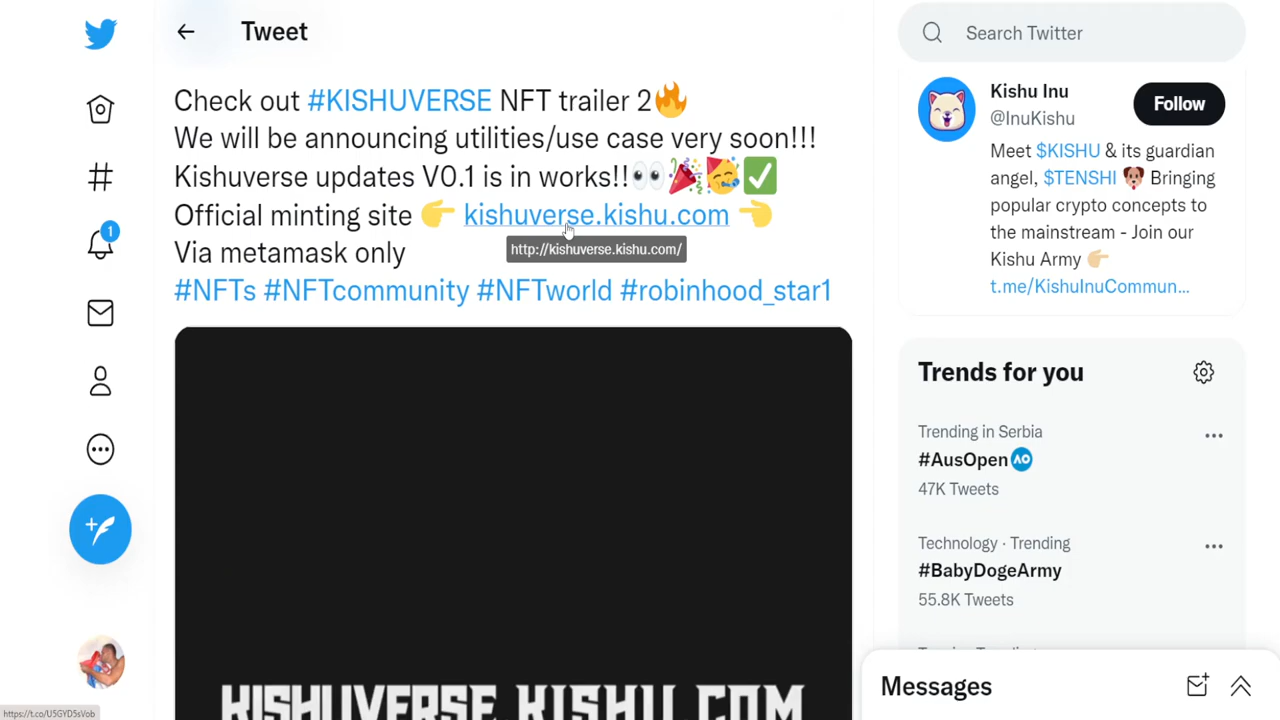 Tweet
Check out #KISHUVERSE NFT trailer 2🔥
We will be announcing utilities/use case very soon!!!
Kishuverse updates V0.1 is in works!!👀🎉🥳✅
Official minting site 👉 kishuverse.kishu.com 👈
http://kishuverse.kishu.com/
Via metamask only
#NFTs #NFTcommunity #NFTworld #robinhood_star1
KISHUVERSE.KISHU.COM
Search Twitter
Kishu Inu
@InuKishu
Follow
Meet $KISHU & its guardian
angel, $TENSHI 🐶 Bringing
popular crypto concepts to
the mainstream - Join our
Kishu Army 👉🏼
t.me/KishuInuCommun...
Trends for you
Trending in Serbia
#AusOpen
47K Tweets
Technology · Trending
#BabyDogeArmy
55.8K Tweets
Messages
1
https://t.co/U5GYD5sVob